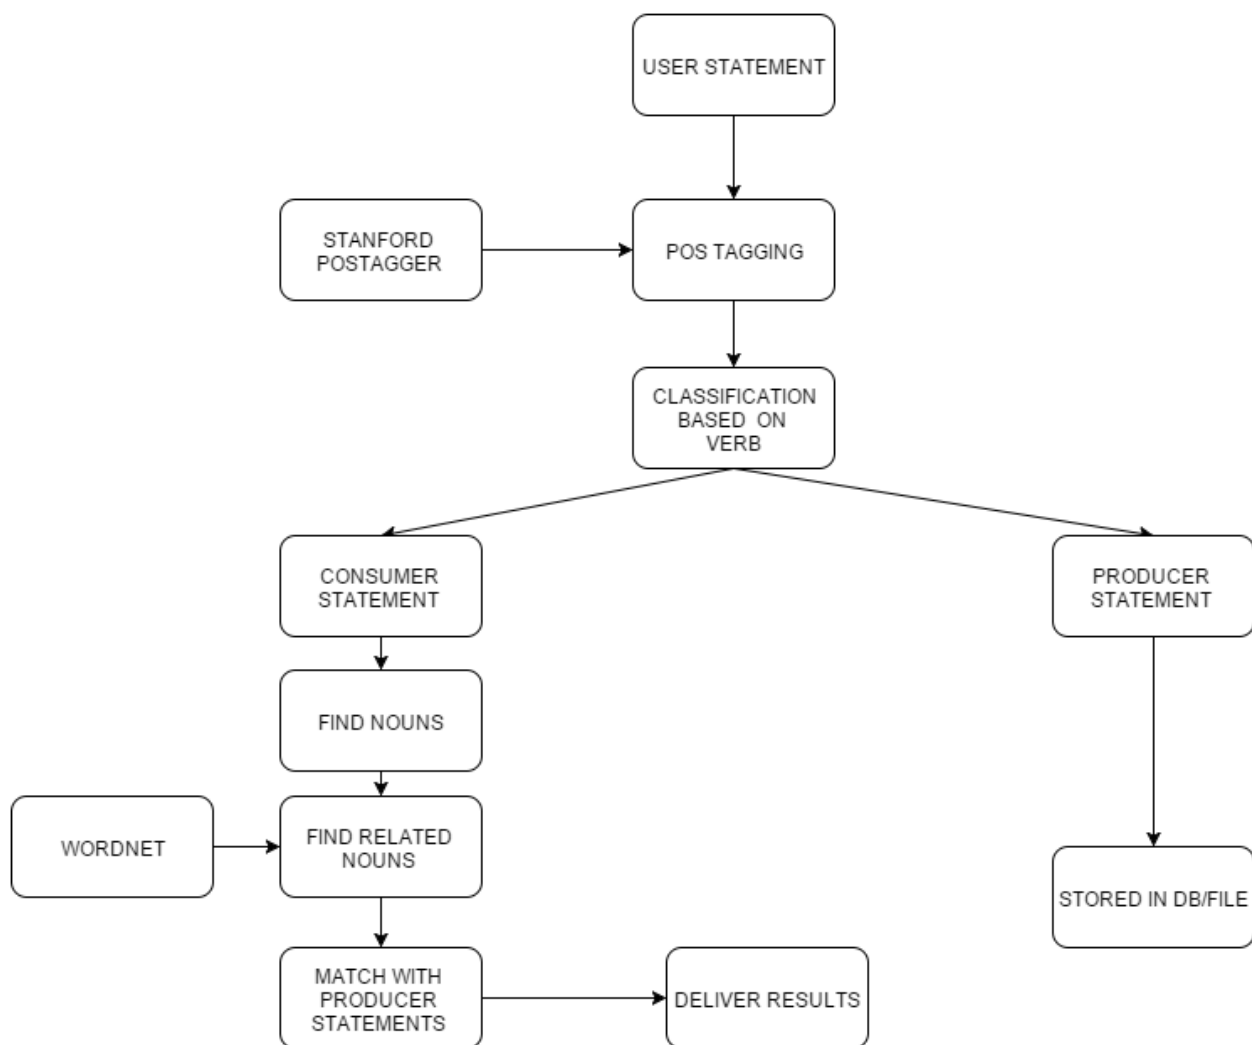 USER STATEMENT
STANFORD
POSTAGGER
POS TAGGING
CLASSIFICATION
BASED ON
VERB
CONSUMER
STATEMENT
PRODUCER
STATEMENT
FIND NOUNS
WORDNET
FIND RELATED
NOUNS
STORED IN DB/FILE
MATCH WITH
PRODUCER
STATEMENTS
DELIVER RESULTS